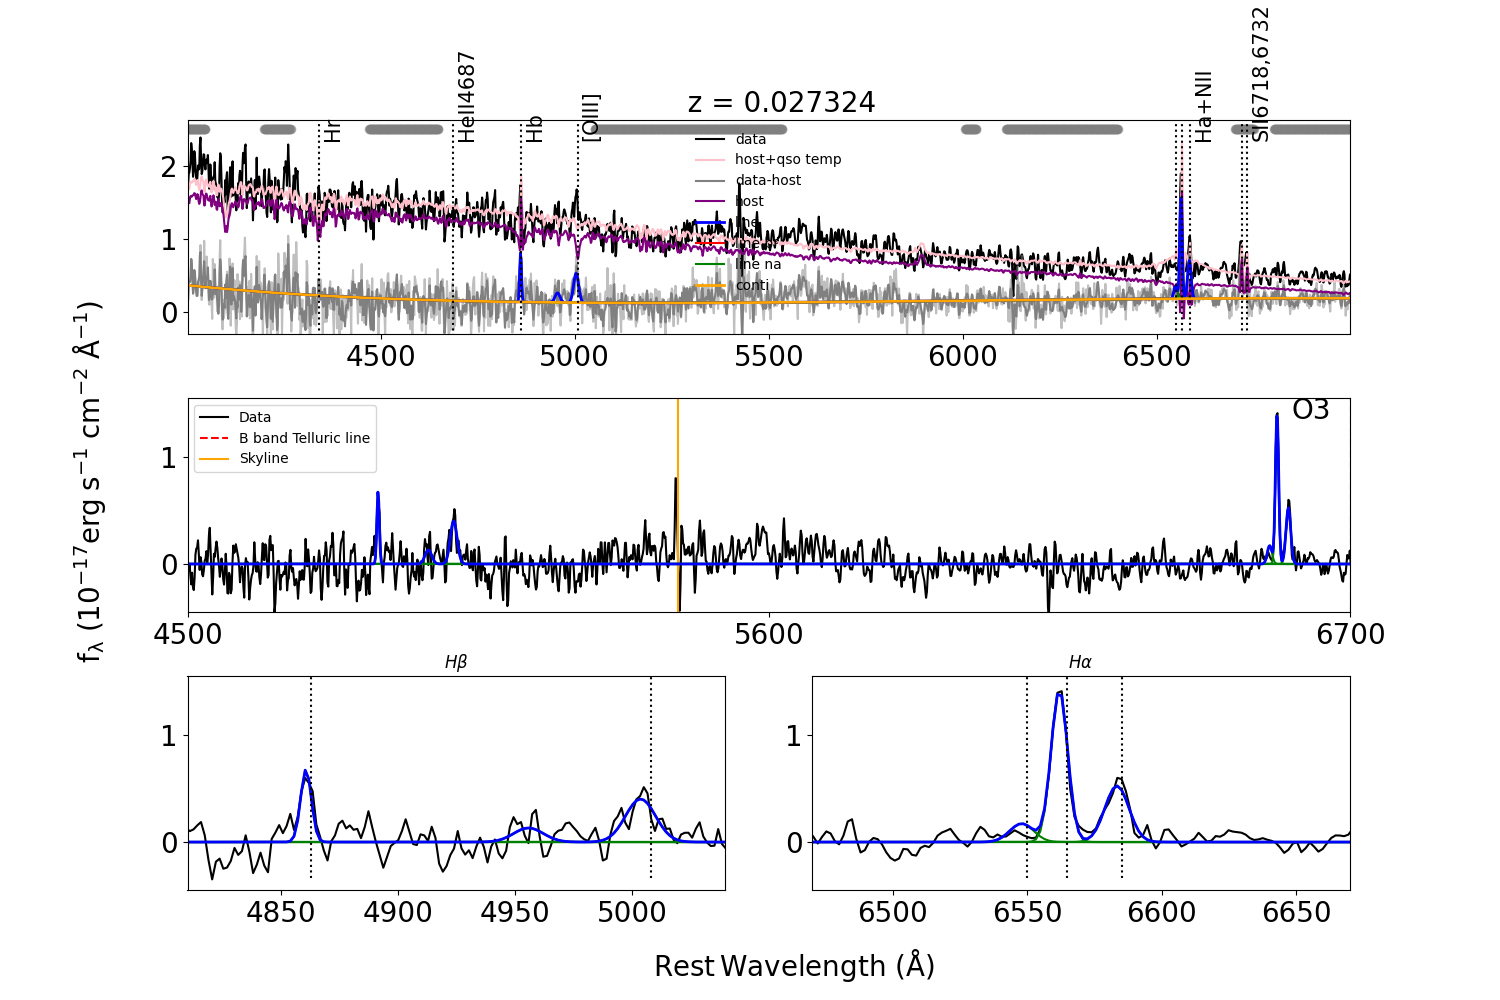 z = 0.027324
Hr
HeII4687
Hb
[OIII]
Ha+NII
SII6718,6732
data
host+qso temp
data-host
host
line
line na
conti
2
1
0
4500
5000
5500
6000
6500
fλ (10⁻¹⁷erg s⁻¹ cm⁻² Å⁻¹)
Data
B band Telluric line
Skyline
O3
1
0
4500
5600
6700
Hβ
1
0
4850
4900
4950
5000
Hα
1
0
6500
6550
6600
6650
Rest Wavelength (Å)